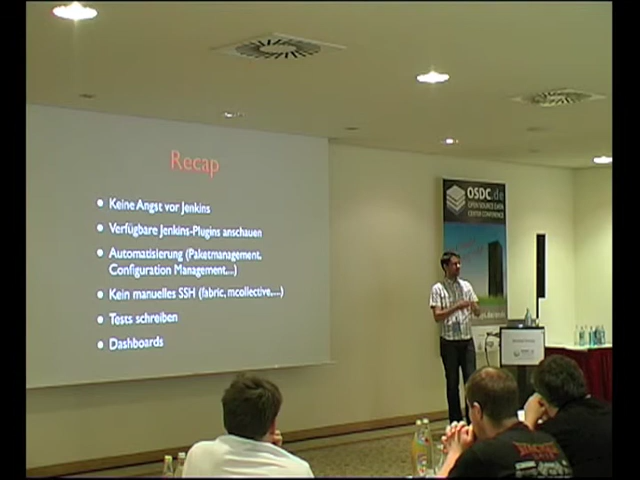 Recap
• Keine Angst vor Jenkins
• Verfügbare Jenkins-Plugins anschauen
• Automatisierung (Paketmanagement,
Configuration Management,...)
• Kein manuelles SSH (fabric, mcollective,...)
• Tests schreiben
• Dashboards
OSDC.de
OPEN SOURCE DATA
CENTER CONFERENCE